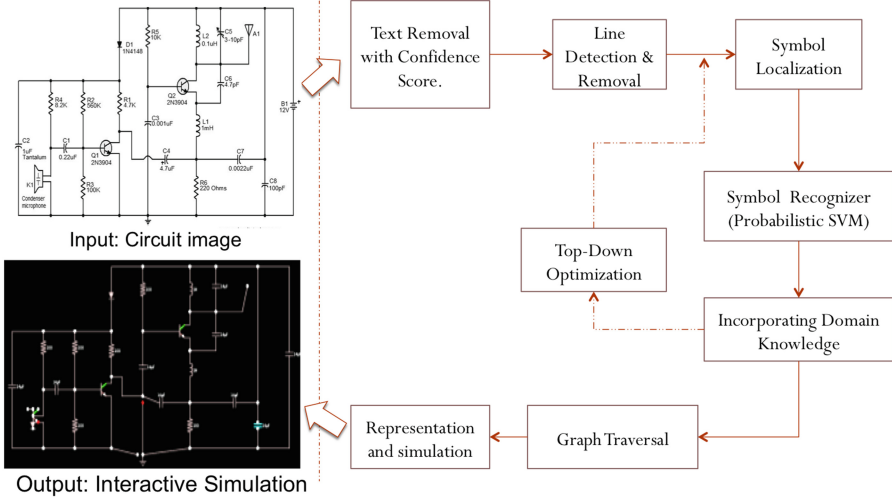 R5
10K
L2
0.1uH
C5
3-10pF
A1
D1
1N4148
C6
4.7pF
Q2
2N3904
B1
12V
R4
8.2K
R2
560K
R1
4.7K
C3
0.001uF
L1
1mH
C2
1uF
Tantalum
C1
0.22uF
Q1
2N3904
C4
4.7uF
C7
0.0022uF
K1
Condenser
microphone
R3
100K
R6
220 Ohms
C8
100pF
Input: Circuit image
Output: Interactive Simulation
Text Removal
with Confidence
Score.
Line
Detection &
Removal
Symbol
Localization
Symbol Recognizer
(Probabilistic SVM)
Top-Down
Optimization
Incorporating Domain
Knowledge
Graph Traversal
Representation
and simulation